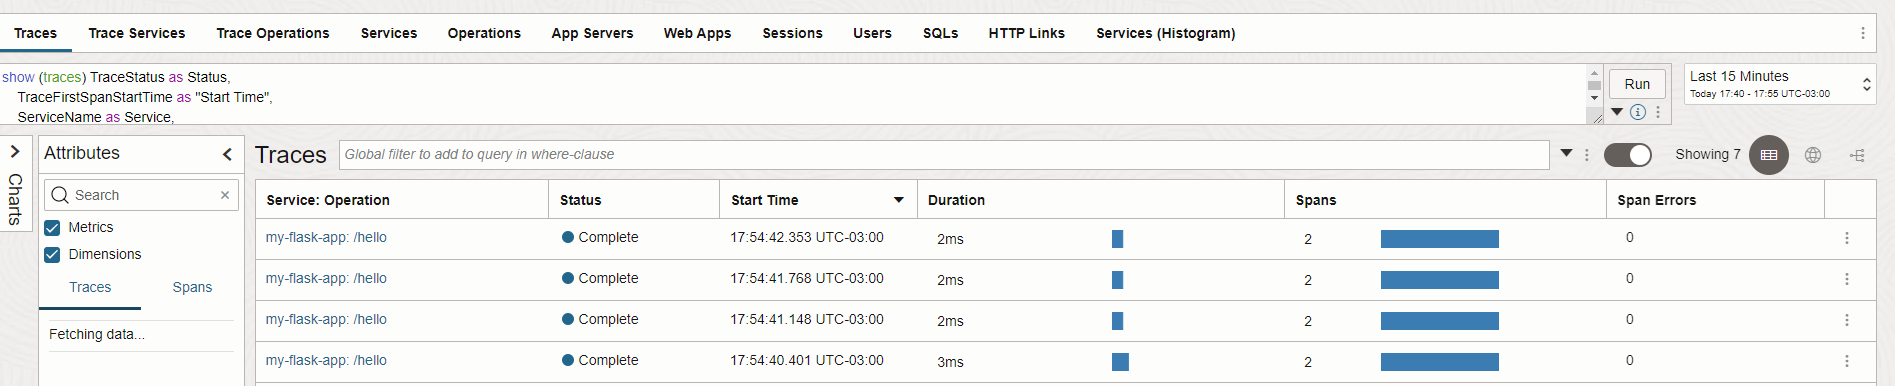 Traces Trace Services Trace Operations Services Operations App Servers Web Apps Sessions Users SQLs HTTP Links Services (Histogram)
show (traces) TraceStatus as Status,
TraceFirstSpanStartTime as "Start Time",
ServiceName as Service,
Run
Last 15 Minutes
Today 17:40 - 17:55 UTC-03:00
Charts
Attributes
Search
Metrics
Dimensions
Traces Spans
Fetching data...
Traces Global filter to add to query in where-clause Showing 7
Service: Operation Status Start Time Duration Spans Span Errors
my-flask-app: /hello Complete 17:54:42.353 UTC-03:00 2ms 2 0
my-flask-app: /hello Complete 17:54:41.768 UTC-03:00 2ms 2 0
my-flask-app: /hello Complete 17:54:41.148 UTC-03:00 2ms 2 0
my-flask-app: /hello Complete 17:54:40.401 UTC-03:00 3ms 2 0